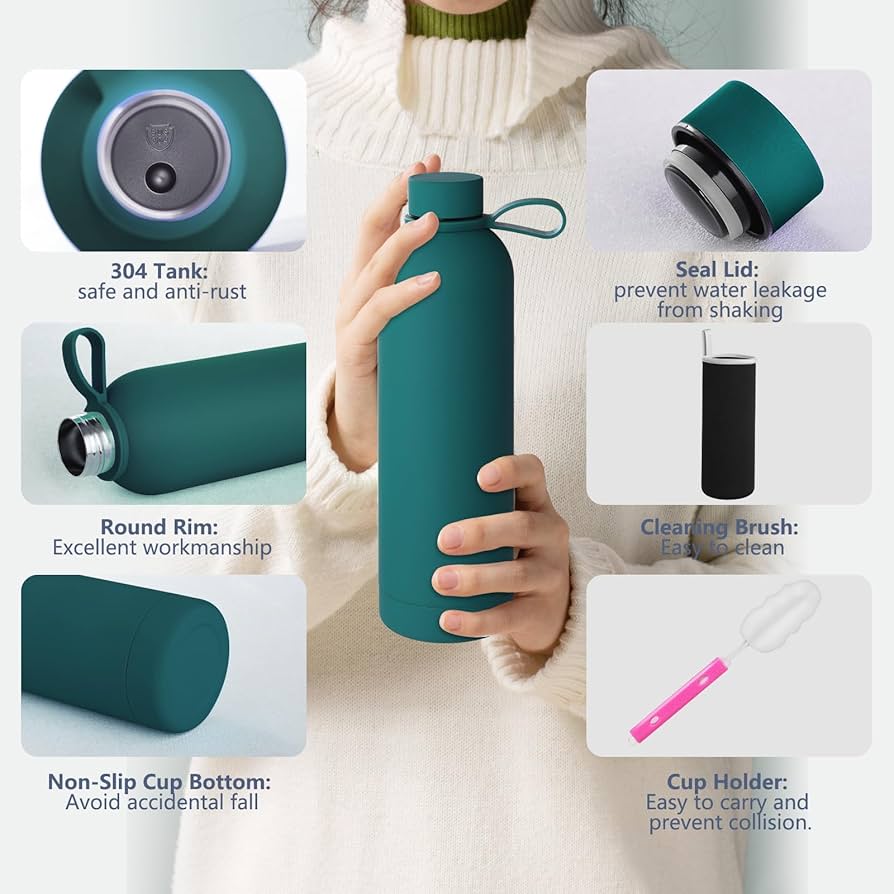 304 Tank:
safe and anti-rust
Seal Lid:
prevent water leakage
from shaking
Round Rim:
Excellent workmanship
Cleaning Brush:
Easy to clean
Non-Slip Cup Bottom:
Avoid accidental fall
Cup Holder:
Easy to carry and
prevent collision.